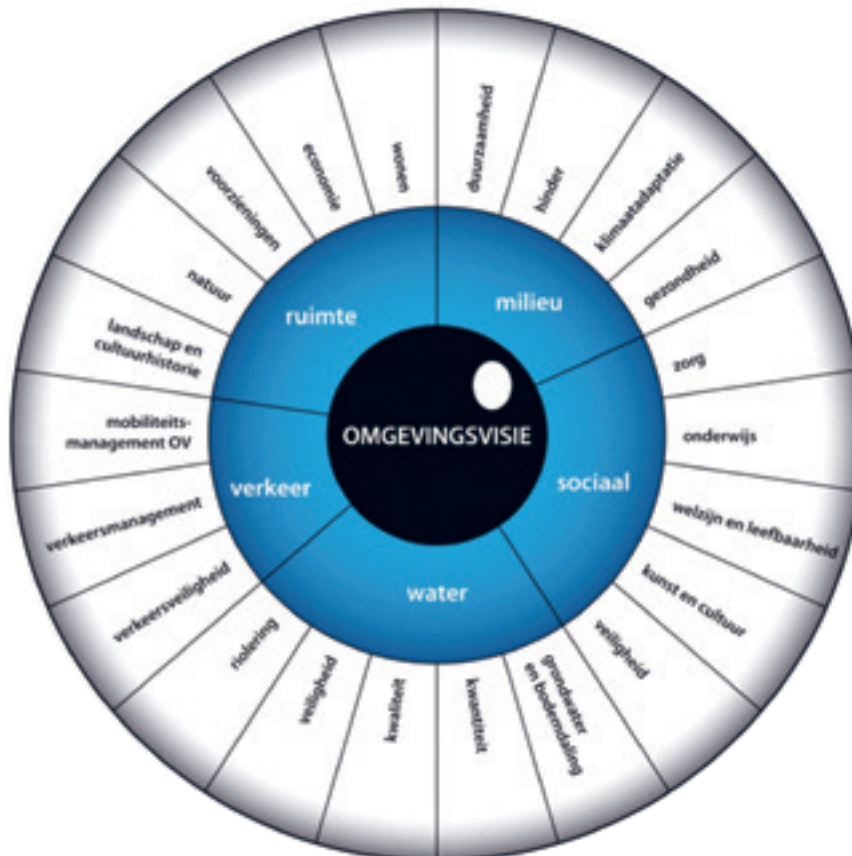 OMGEVINGSVISIE
milieu
sociaal
water
verkeer
ruimte
duurzaamheid
hinder
klimaatadaptatie
gezondheid
zorg
onderwijs
welzijn en leefbaarheid
kunst en cultuur
veiligheid
grondwater
en bodemdaling
kwantiteit
kwaliteit
veiligheid
riolering
verkeersveiligheid
verkeersmanagement
mobiliteits-
management OV
landschap en
cultuurhistorie
natuur
voorzieningen
economie
wonen